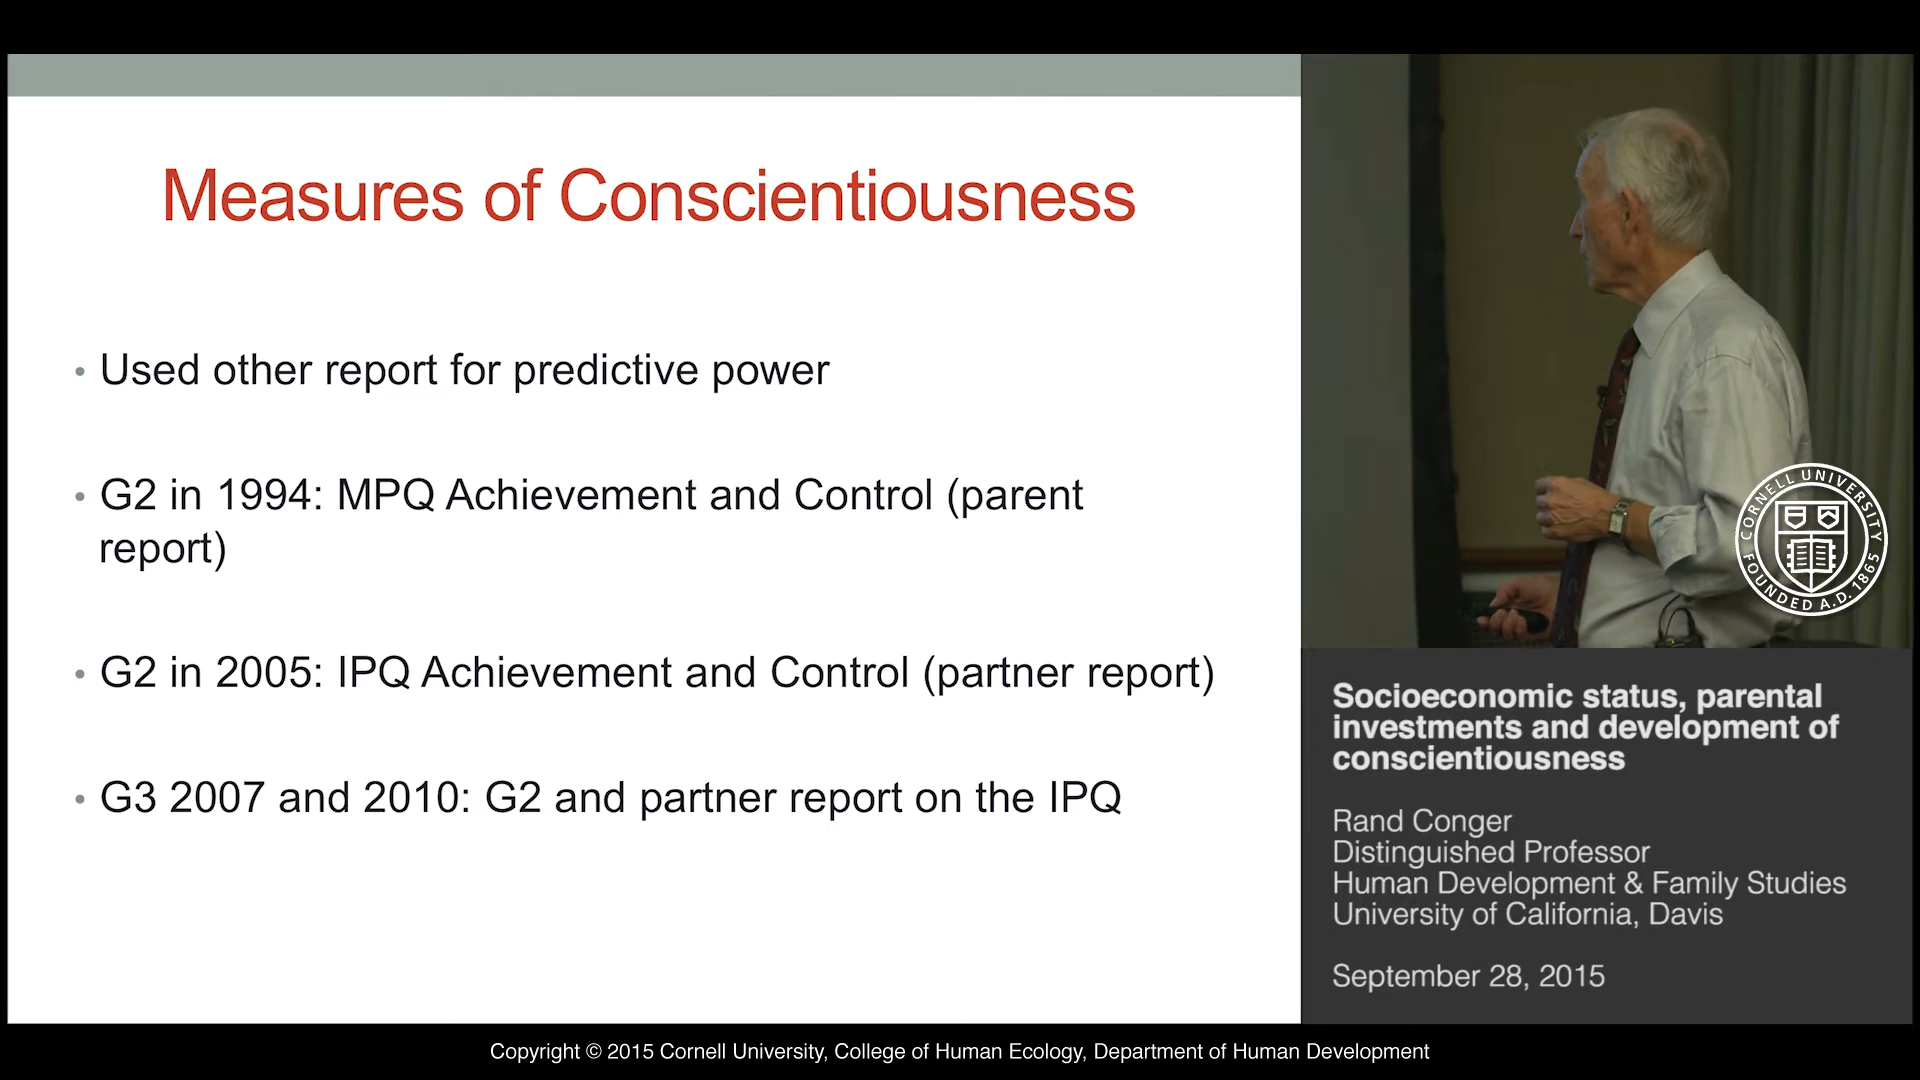 Measures of Conscientiousness
• Used other report for predictive power
• G2 in 1994: MPQ Achievement and Control (parent
report)
• G2 in 2005: IPQ Achievement and Control (partner report)
• G3 2007 and 2010: G2 and partner report on the IPQ
CORNELL UNIVERSITY
FOUNDED A.D. 1865
Socioeconomic status, parental
investments and development of
conscientiousness
Rand Conger
Distinguished Professor
Human Development & Family Studies
University of California, Davis
September 28, 2015
Copyright © 2015 Cornell University, College of Human Ecology, Department of Human Development